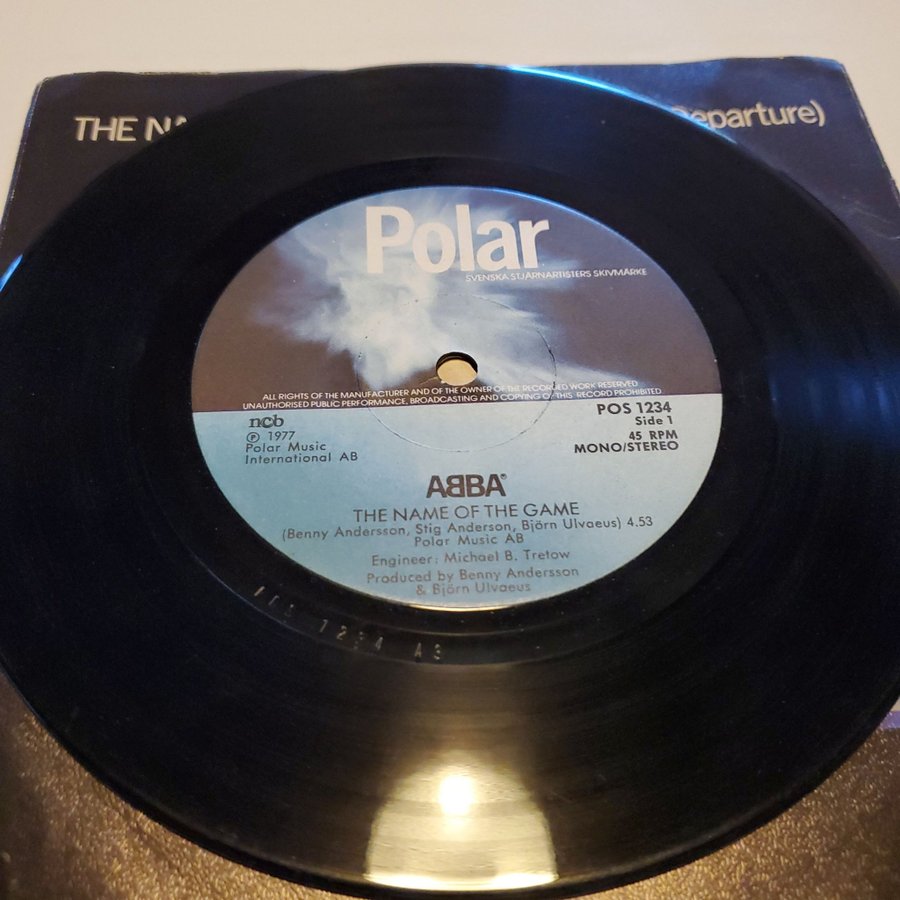 THE NA
Departure)
Polar
SVENSKA STJÄRNARTISTERS SKIVMÄRKE
ALL RIGHTS OF THE MANUFACTURER AND OF THE OWNER OF THE RECORDED WORK RESERVED
UNAUTHORISED PUBLIC PERFORMANCE, BROADCASTING AND COPYING OF THIS RECORD PROHIBITED
ncb
℗ 1977
Polar Music
International AB
POS 1234
Side 1
45 RPM
MONO/STEREO
ABBA®
THE NAME OF THE GAME
(Benny Andersson, Stig Anderson, Björn Ulvaeus) 4.53
Polar Music AB
Engineer: Michael B. Tretow
Produced by Benny Andersson
& Björn Ulvaeus
1234 A3